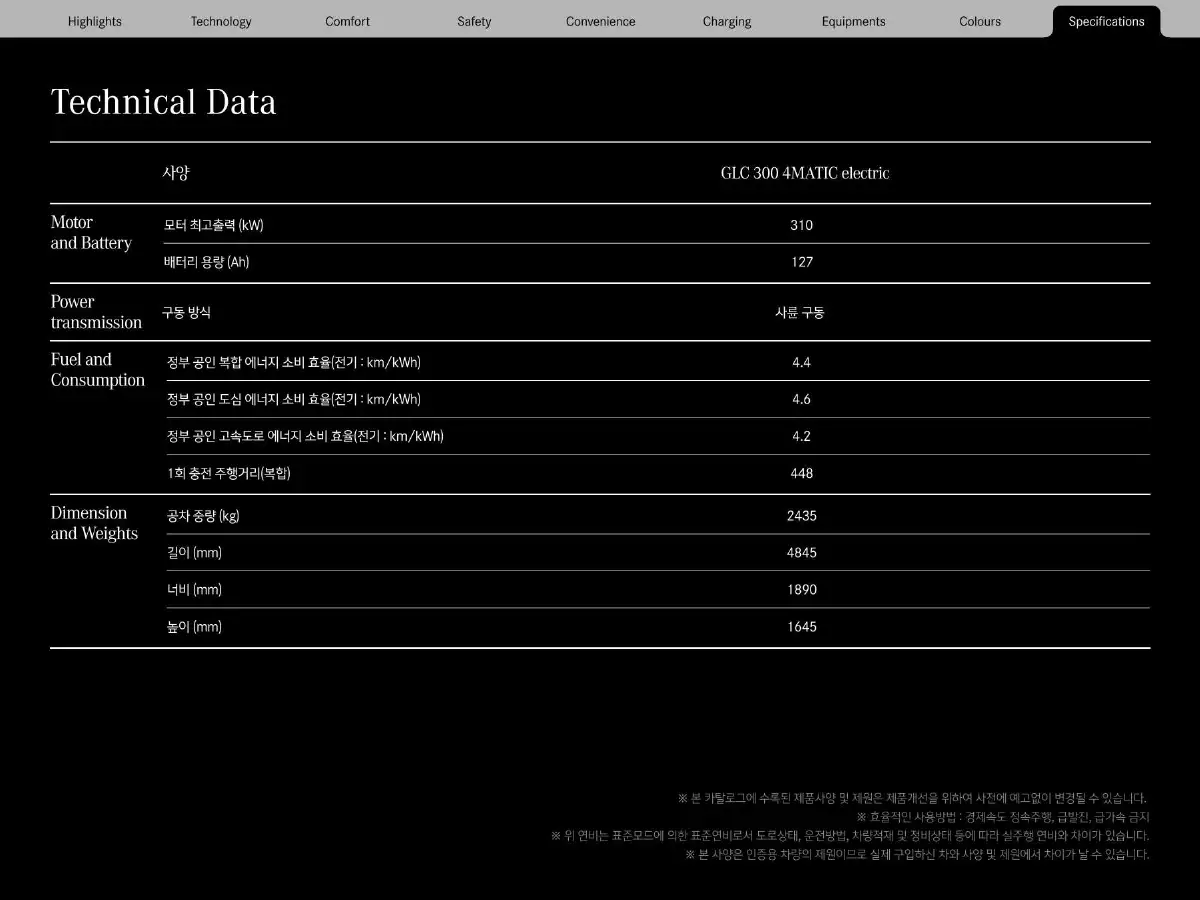 Highlights Technology Comfort Safety Convenience Charging Equipments Colours Specifications
Technical Data
사양 GLC 300 4MATIC electric
Motor
and Battery
모터 최고출력 (kW) 310
배터리 용량 (Ah) 127
Power
transmission
구동 방식 사륜 구동
Fuel and
Consumption
정부 공인 복합 에너지 소비 효율(전기 : km/kWh) 4.4
정부 공인 도심 에너지 소비 효율(전기 : km/kWh) 4.6
정부 공인 고속도로 에너지 소비 효율(전기 : km/kWh) 4.2
1회 충전 주행거리(복합) 448
Dimension
and Weights
공차 중량 (kg) 2435
길이 (mm) 4845
너비 (mm) 1890
높이 (mm) 1645
※ 본 카탈로그에 수록된 제품사양 및 제원은 제품개선을 위하여 사전에 예고없이 변경될 수 있습니다.
※ 효율적인 사용방법 : 경제속도 정속주행, 급발진, 급가속 금지
※ 위 연비는 표준모드에 의한 표준연비로서 도로상태, 운전방법, 차량적재 및 정비상태 등에 따라 실주행 연비와 차이가 있습니다.
※ 본 사양은 인증용 차량의 제원이므로 실제 구입하신 차와 사양 및 제원에서 차이가 날 수 있습니다.